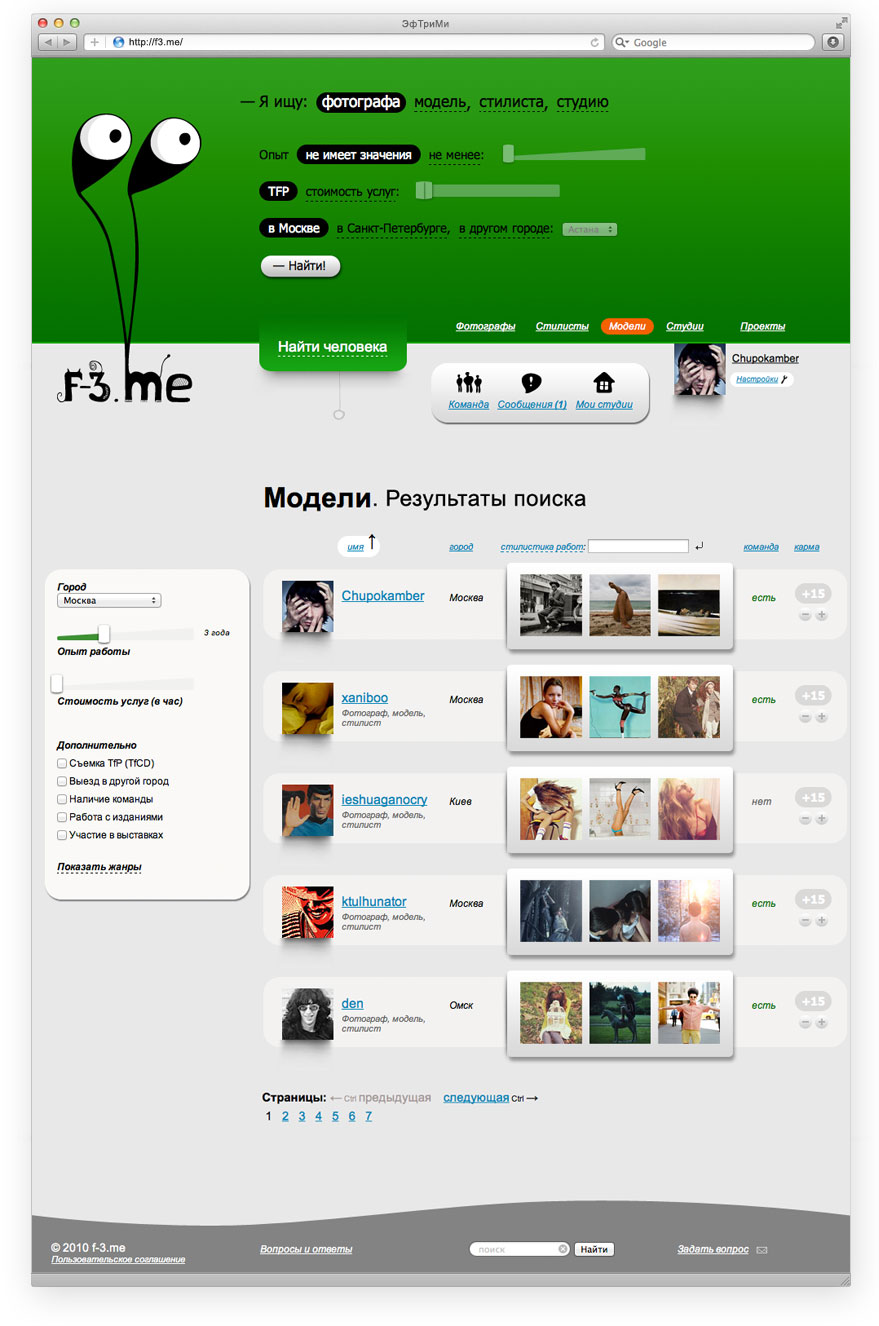 ЭфТриМи
http://f3.me/
Google
— Я ищу: фотографа модель, стилиста, студию
Опыт не имеет значения не менее:
TFP стоимость услуг:
в Москве в Санкт-Петербурге, в другом городе: Астана
— Найти!
Фотографы Стилисты Модели Студии Проекты
Найти человека
f-3.me
Chupokamber
Настройки
Команда Сообщения (1) Мои студии
Модели. Результаты поиска
имя город стилистика работ: команда карма
Город
Москва
3 года
Опыт работы
Стоимость услуг (в час)
Дополнительно
Съемка TfP (TfCD)
Выезд в другой город
Наличие команды
Работа с изданиями
Участие в выставках
Показать жанры
Chupokamber Москва есть +15
xaniboo Москва есть +15
Фотограф, модель,
стилист
ieshuaganocry Киев нет +15
Фотограф, модель,
стилист
ktulhunator Москва есть +15
Фотограф, модель,
стилист
den Омск есть +15
Фотограф, модель,
стилист
Страницы: ← Ctrl предыдущая следующая Ctrl →
1 2 3 4 5 6 7
© 2010 f-3.me
Пользовательское соглашение
Вопросы и ответы
поиск Найти
Задать вопрос